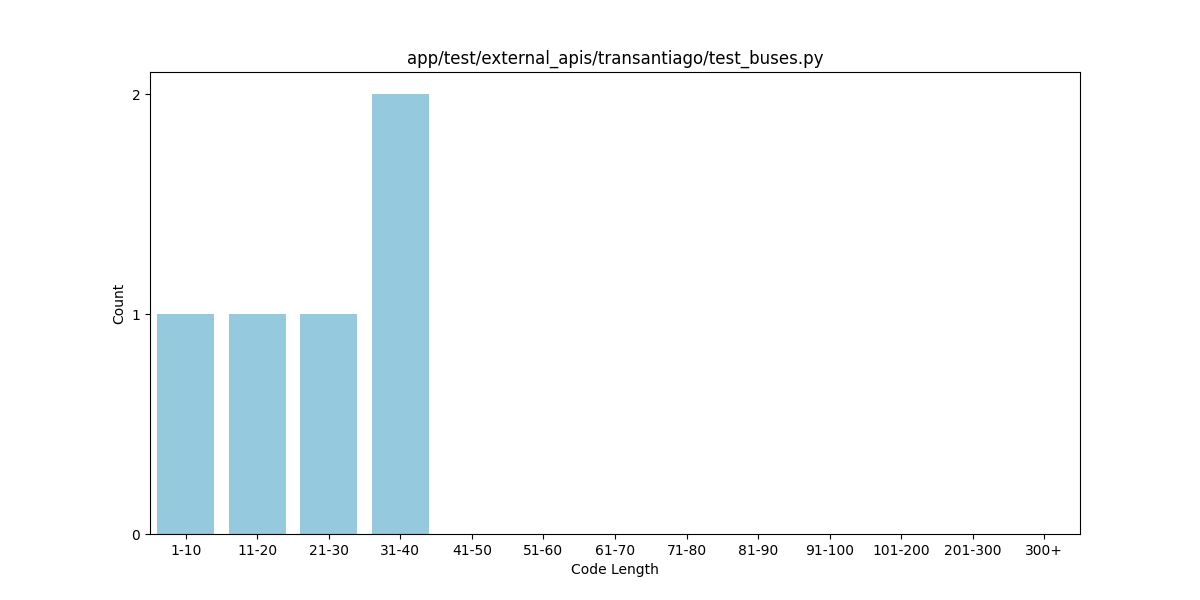 app/test/external_apis/transantiago/test_buses.py
2
1
0
Count
1-10 11-20 21-30 31-40 41-50 51-60 61-70 71-80 81-90 91-100 101-200 201-300 300+
Code Length